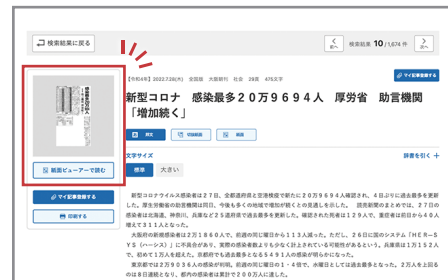 検索結果に戻る
前へ
検索結果 10/1,674 件
次へ
【令和4年】2022.7.28(木) 全国版 大阪朝刊 社会 29頁 475文字
マイ記事登録する
新型コロナ 感染最多20万9694人 厚労省 助言機関
「増加続く」
本文
切抜紙面
紙面
文字サイズ
辞書を引く +
標準 大きい
紙面ビューアーで読む
マイ記事登録する
印刷する
新型コロナウイルス感染者は27日、全都道府県と空港検疫で新たに20万9694人確認され、4日ぶりに過去最多を更新
した。厚生労働省の助言機関は同日、今後も多くの地域で増加が続くとの見通しを示した。 読売新聞のまとめでは、27日の
感染者は北海道、神奈川、兵庫など25道府県で過去最多を更新した。確認された死者は129人で、重症者は前日から40人
増えて311人となった。
大阪府の新規感染者は2万1860人で、前週の同じ曜日から113人減った。ただし、26日に国のシステム「HER−S
YS（ハーシス）」に不具合があり、実際の感染者数よりも少なく計上されている可能性があるという。兵庫県は1万152人
で、初めて1万人を超えた。京都府でも過去最多となる5491人の感染が明らかになった。
東京都では2万9036人の感染が判明。前週の同じ曜日の1・4倍で、水曜日としては過去最多となった。2万人を上回る
のは8日連続となり、都内の感染者は累計で200万人に達した。